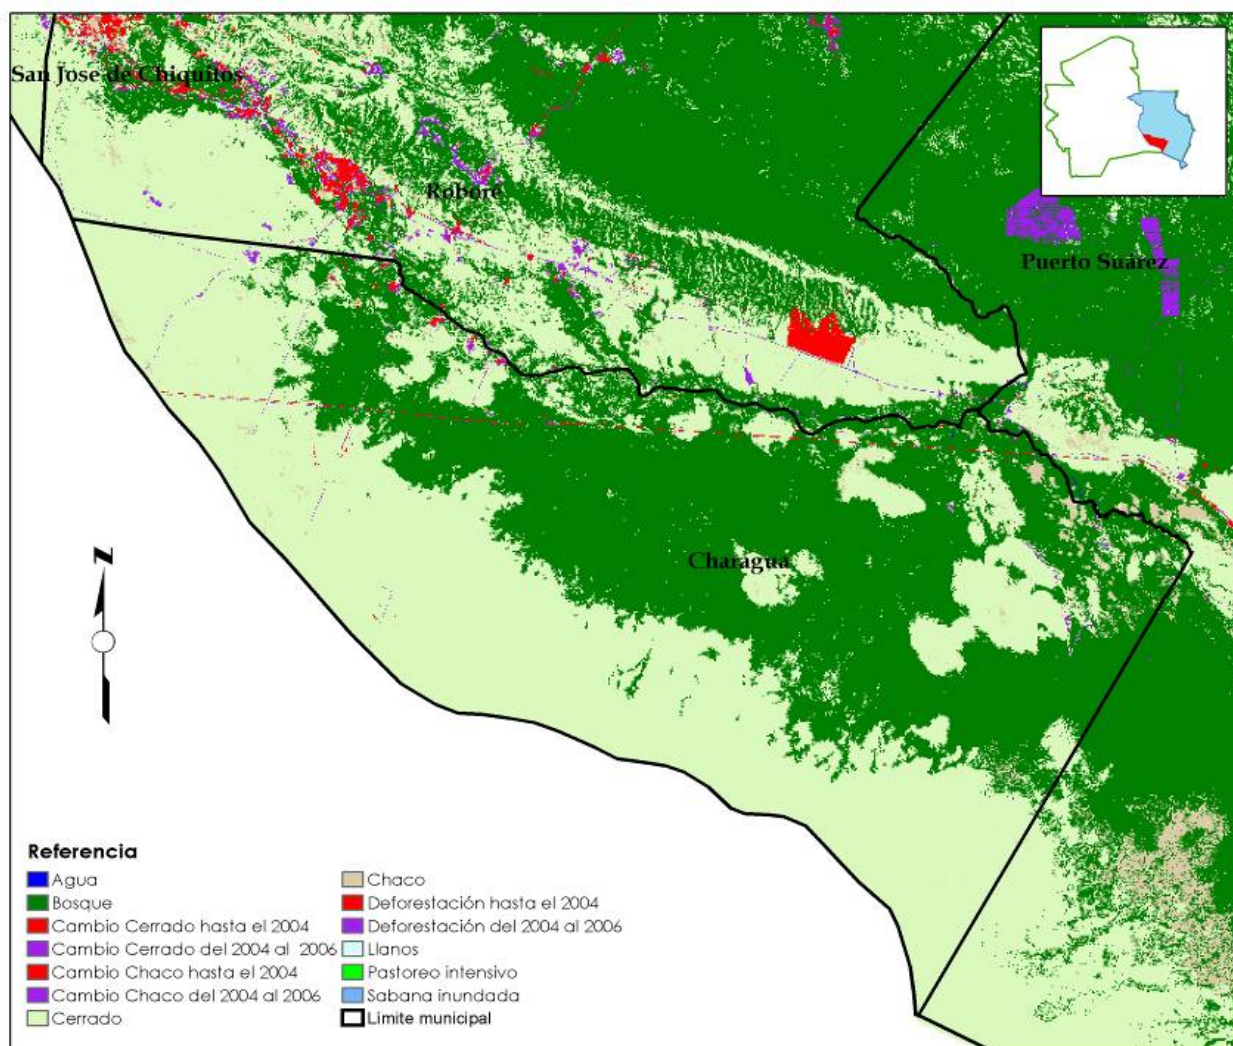 San Jose de Chiquitos
Robore
Puerto Suárez
Charagua
N
Referencia
Agua
Bosque
Cambio Cerrado hasta el 2004
Cambio Cerrado del 2004 al 2006
Cambio Chaco hasta el 2004
Cambio Chaco del 2004 al 2006
Cerrado
Chaco
Deforestación hasta el 2004
Deforestación del 2004 al 2006
Llanos
Pastoreo intensivo
Sabana inundada
Limite municipal